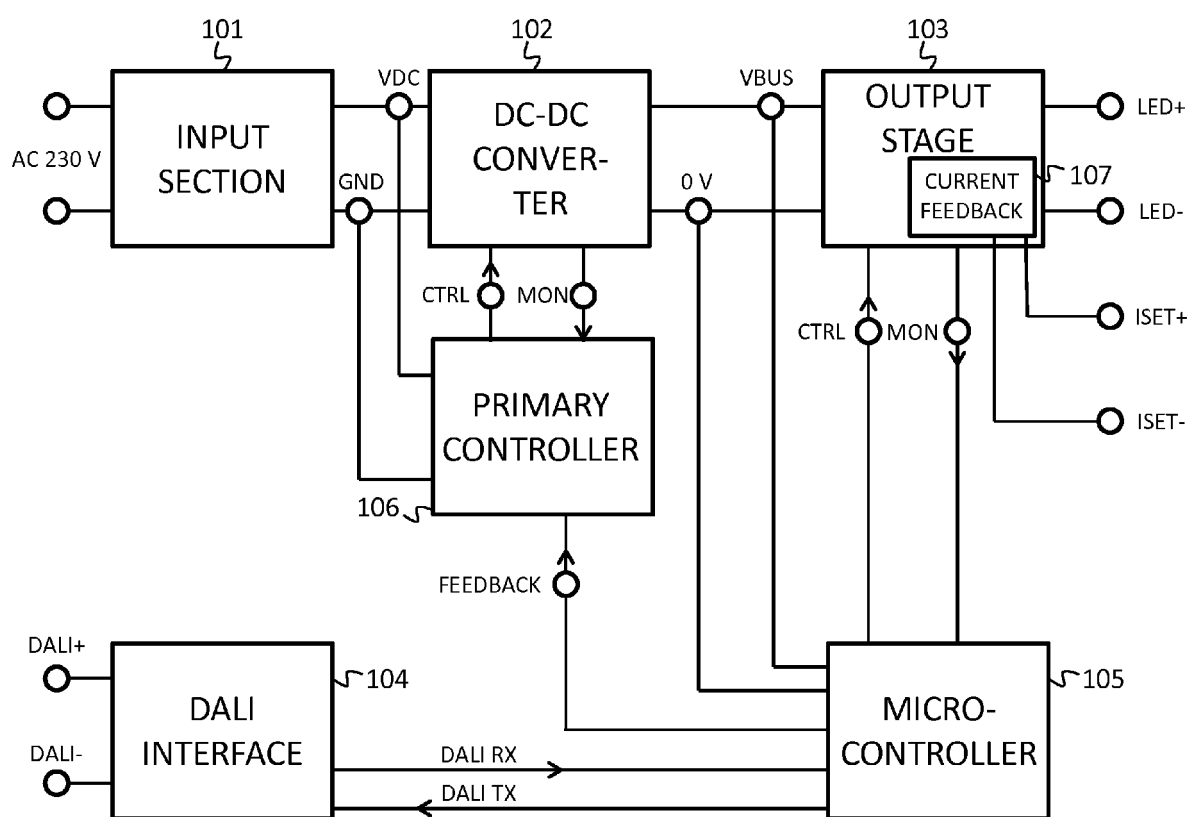 101
102
103
VDC
VBUS
INPUT
SECTION
DC-DC
CONVER-
TER
OUTPUT
STAGE
LED+
AC 230 V
GND
0 V
CURRENT
FEEDBACK
107
LED-
CTRL
MON
CTRL
MON
ISET+
PRIMARY
CONTROLLER
ISET-
106
FEEDBACK
DALI+
104
105
DALI
INTERFACE
MICRO-
CONTROLLER
DALI-
DALI RX
DALI TX